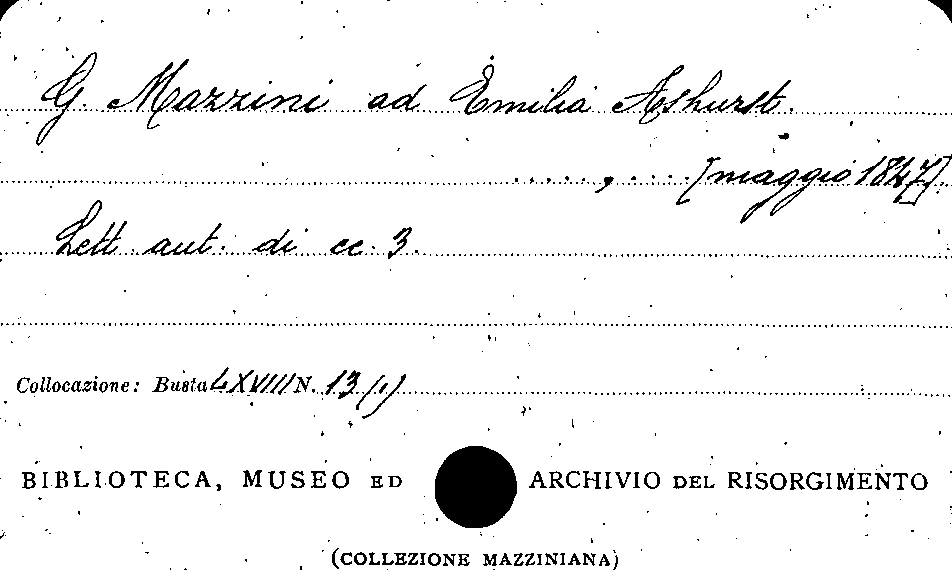 G. Mazzini ad Emilia Ashurst.
....., ....[maggio 1847].
Lett. aut. di cc. 3.
Collocazione: Busta LXVIIII N. 13 (1)
BIBLIOTECA, MUSEO ED ARCHIVIO DEL RISORGIMENTO
(COLLEZIONE MAZZINIANA)